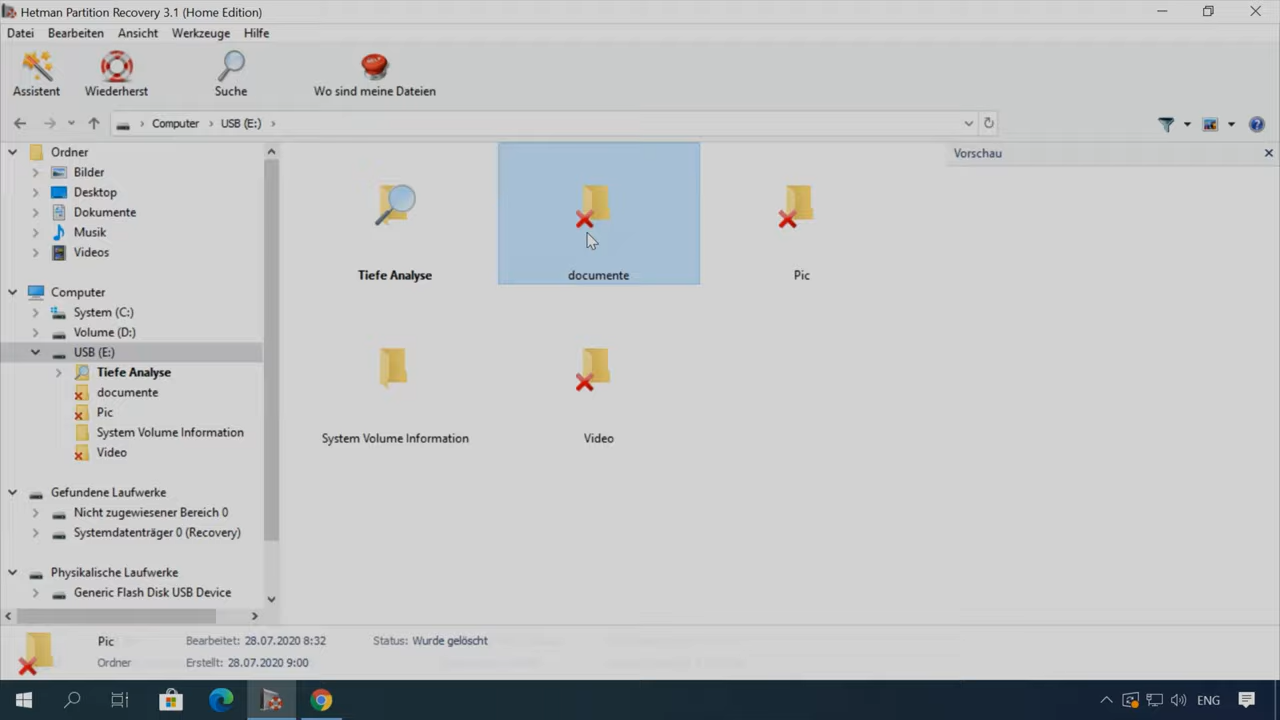 Hetman Partition Recovery 3.1 (Home Edition)
Datei Bearbeiten Ansicht Werkzeuge Hilfe
Assistent Wiederherst Suche Wo sind meine Dateien
Computer USB (E:)
Ordner
Bilder
Desktop
Dokumente
Musik
Videos
Computer
System (C:)
Volume (D:)
USB (E:)
Tiefe Analyse
documente
Pic
System Volume Information
Video
Gefundene Laufwerke
Nicht zugewiesener Bereich 0
Systemdatenträger 0 (Recovery)
Physikalische Laufwerke
Generic Flash Disk USB Device
Tiefe Analyse
documente
Pic
System Volume Information
Video
Vorschau
Pic Bearbeitet: 28.07.2020 8:32 Status: Wurde gelöscht
Ordner Erstellt: 28.07.2020 9:00
ENG